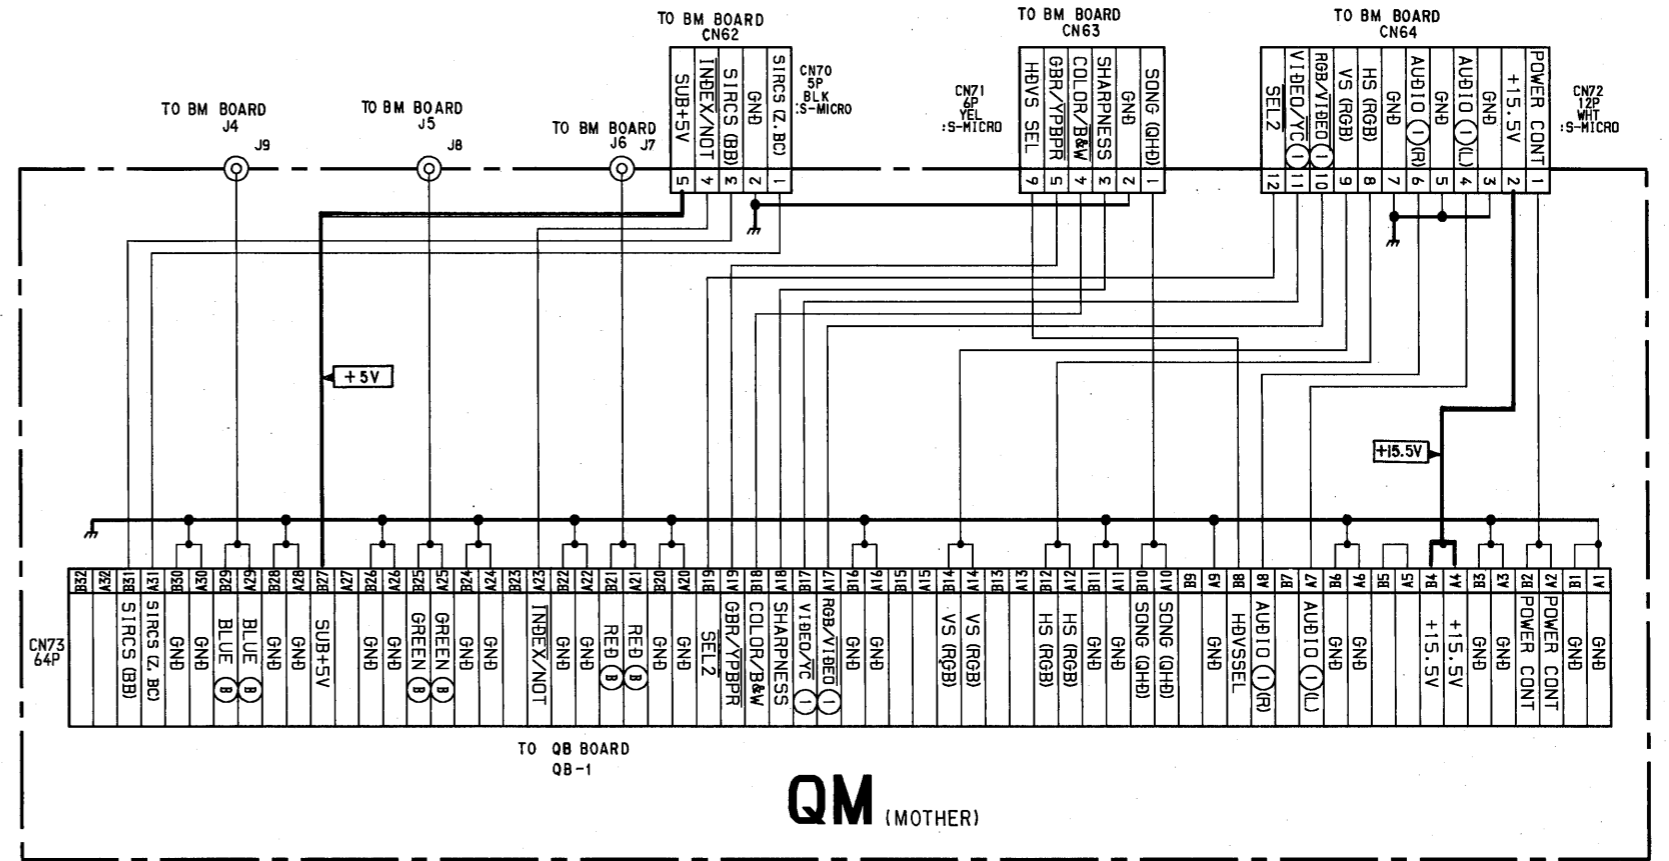 TO BM BOARD
CN62
TO BM BOARD
CN63
TO BM BOARD
CN64
TO BM BOARD
J4
J9
TO BM BOARD
J5
J8
TO BM BOARD
J6
J7
SUB+5V
INDEX/NOT
SIRCS (BB)
GND
SIRCS (Z.BC)
5
4
3
2
1
CN70
5P
BLK
:S-MICRO
CN71
6P
YEL
:S-MICRO
HDVS SEL
GBR/YPBPR
COLOR/B&W
SHARPNESS
GND
SONG (QHD)
6
5
4
3
2
1
SEL2
VIDEO/YC 1
RGB/VIDEO 1
VS (RGB)
HS (RGB)
GND
AUDIO 1 (R)
GND
AUDIO 1 (L)
GND
+15.5V
POWER CONT
12
11
10
9
8
7
6
5
4
3
2
1
CN72
12P
WHT
:S-MICRO
+5V
+15.5V
CN73
64P
B32
A32
B31
A31
B30
A30
B29
A29
B28
A28
B27
A27
B26
A26
B25
A25
B24
A24
B23
A23
B22
A22
B21
A21
B20
A20
B19
A19
B18
A18
B17
A17
B16
A16
B15
A15
B14
A14
B13
A13
B12
A12
B11
A11
B10
A10
B9
A9
B8
A8
B7
A7
B6
A6
B5
A5
B4
A4
B3
A3
B2
A2
B1
A1
SIRCS (BB)
SIRCS (Z.BC)
GND
GND
BLUE B
BLUE B
GND
GND
SUB+5V
GND
GND
GREEN B
GREEN B
GND
GND
INDEX/NOT
GND
GND
RED B
RED B
GND
GND
SEL2
GBR/YPBPR
COLOR/B&W
SHARPNESS
VIDEO/YC 1
RGB/VIDEO 1
GND
GND
VS (RGB)
VS (RGB)
HS (RGB)
HS (RGB)
GND
GND
SONG (QHD)
SONG (QHD)
GND
HDVSSEL
AUDIO 1 (R)
AUDIO 1 (L)
GND
GND
+15.5V
+15.5V
GND
GND
POWER CONT
POWER CONT
GND
GND
TO QB BOARD
QB-1
QM (MOTHER)